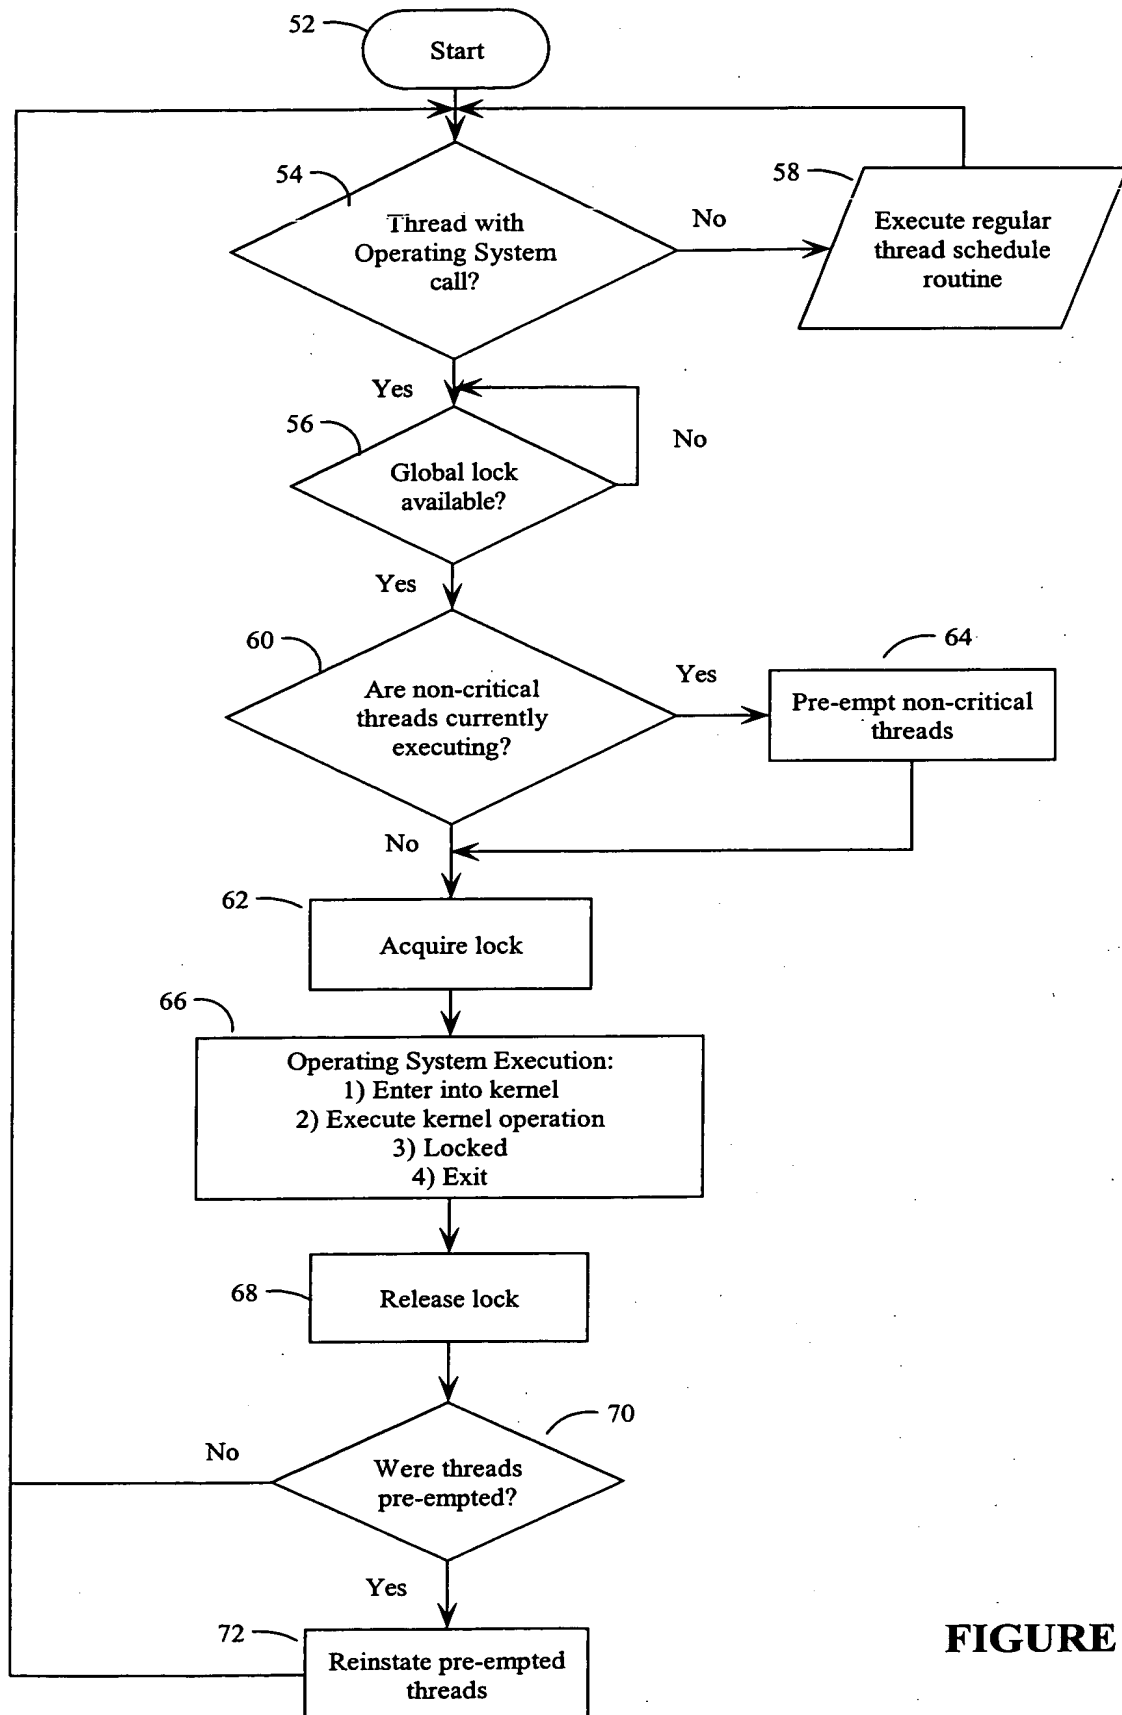 52
Start
54
Thread with
Operating System
call?
No
58
Execute regular
thread schedule
routine
Yes
56
No
Global lock
available?
Yes
60
Are non-critical
threads currently
executing?
Yes
64
Pre-empt non-critical
threads
No
62
Acquire lock
66
Operating System Execution:
1) Enter into kernel
2) Execute kernel operation
3) Locked
4) Exit
68
Release lock
70
No
Were threads
pre-empted?
Yes
72
Reinstate pre-empted
threads
FIGURE